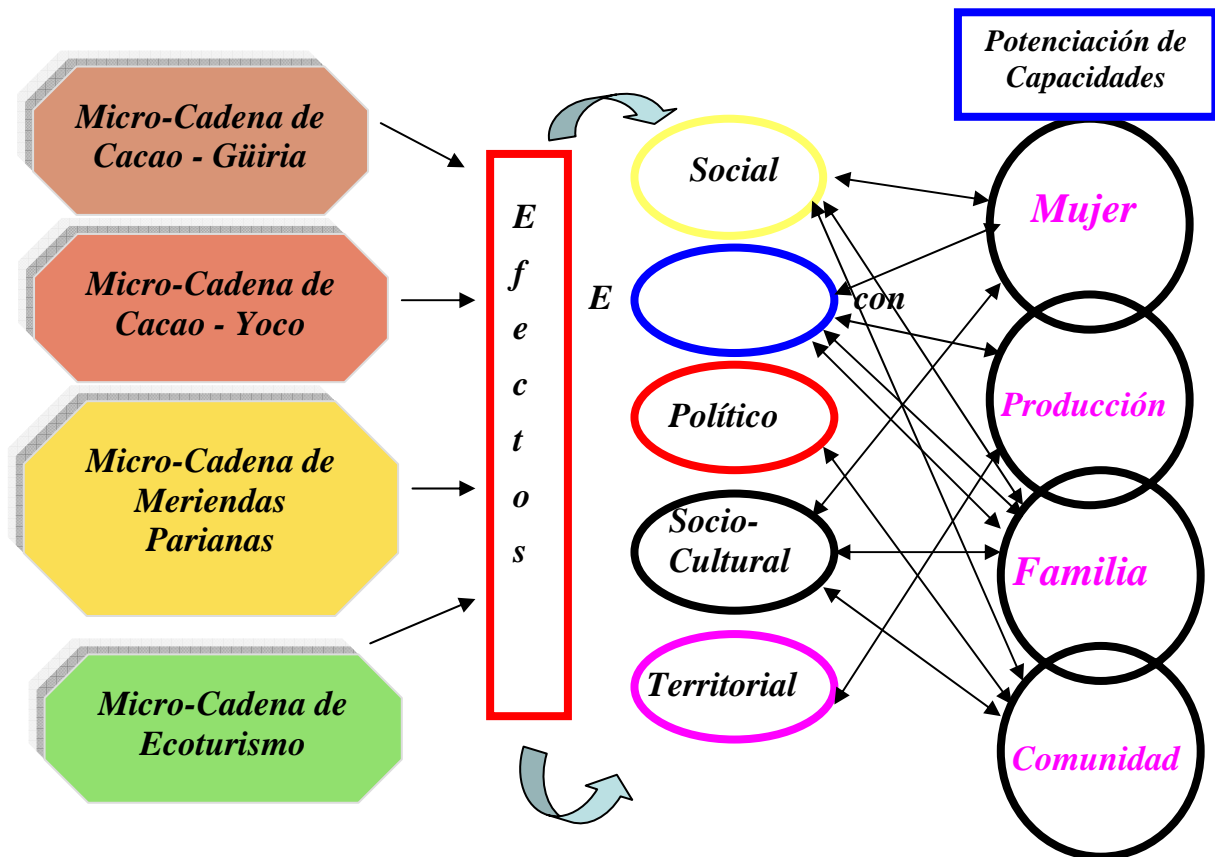 Micro-Cadena de
Cacao - Güiria
Micro-Cadena de
Cacao - Yoco
Micro-Cadena de
Meriendas
Parianas
Micro-Cadena de
Ecoturismo
E
f
e
c
t
o
s
Social
E con
Político
Socio-
Cultural
Territorial
Potenciación de
Capacidades
Mujer
Producción
Familia
Comunidad